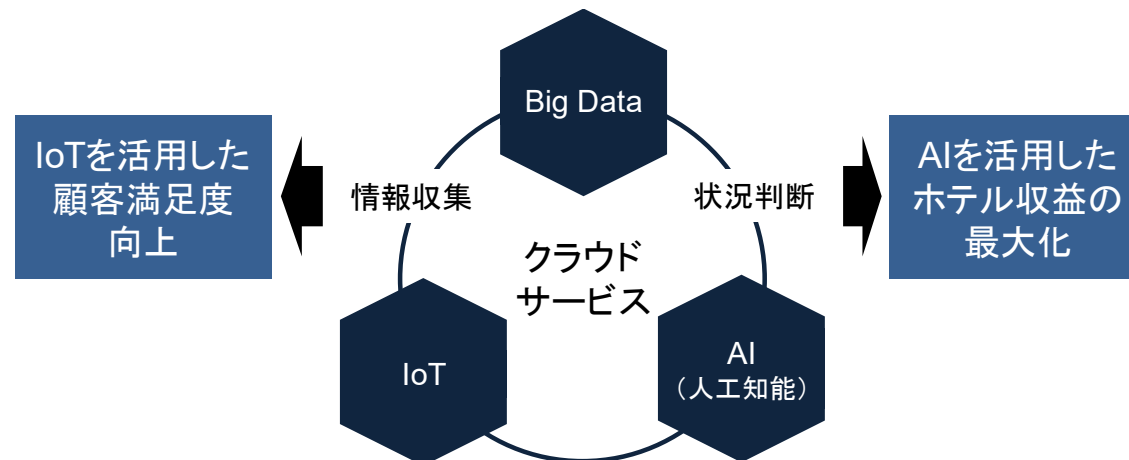 Big Data
IoTを活用した
顧客満足度
向上
情報収集
状況判断
AIを活用した
ホテル収益の
最大化
クラウド
サービス
IoT
AI
（人工知能）